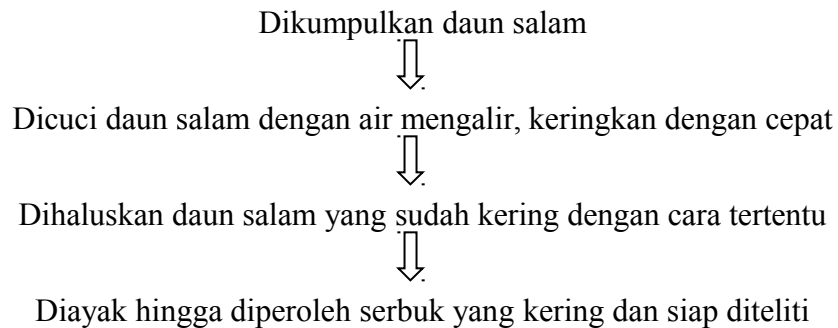 Dikumpulkan daun salam
Dicuci daun salam dengan air mengalir, keringkan dengan cepat
Dihaluskan daun salam yang sudah kering dengan cara tertentu
Diayak hingga diperoleh serbuk yang kering dan siap diteliti